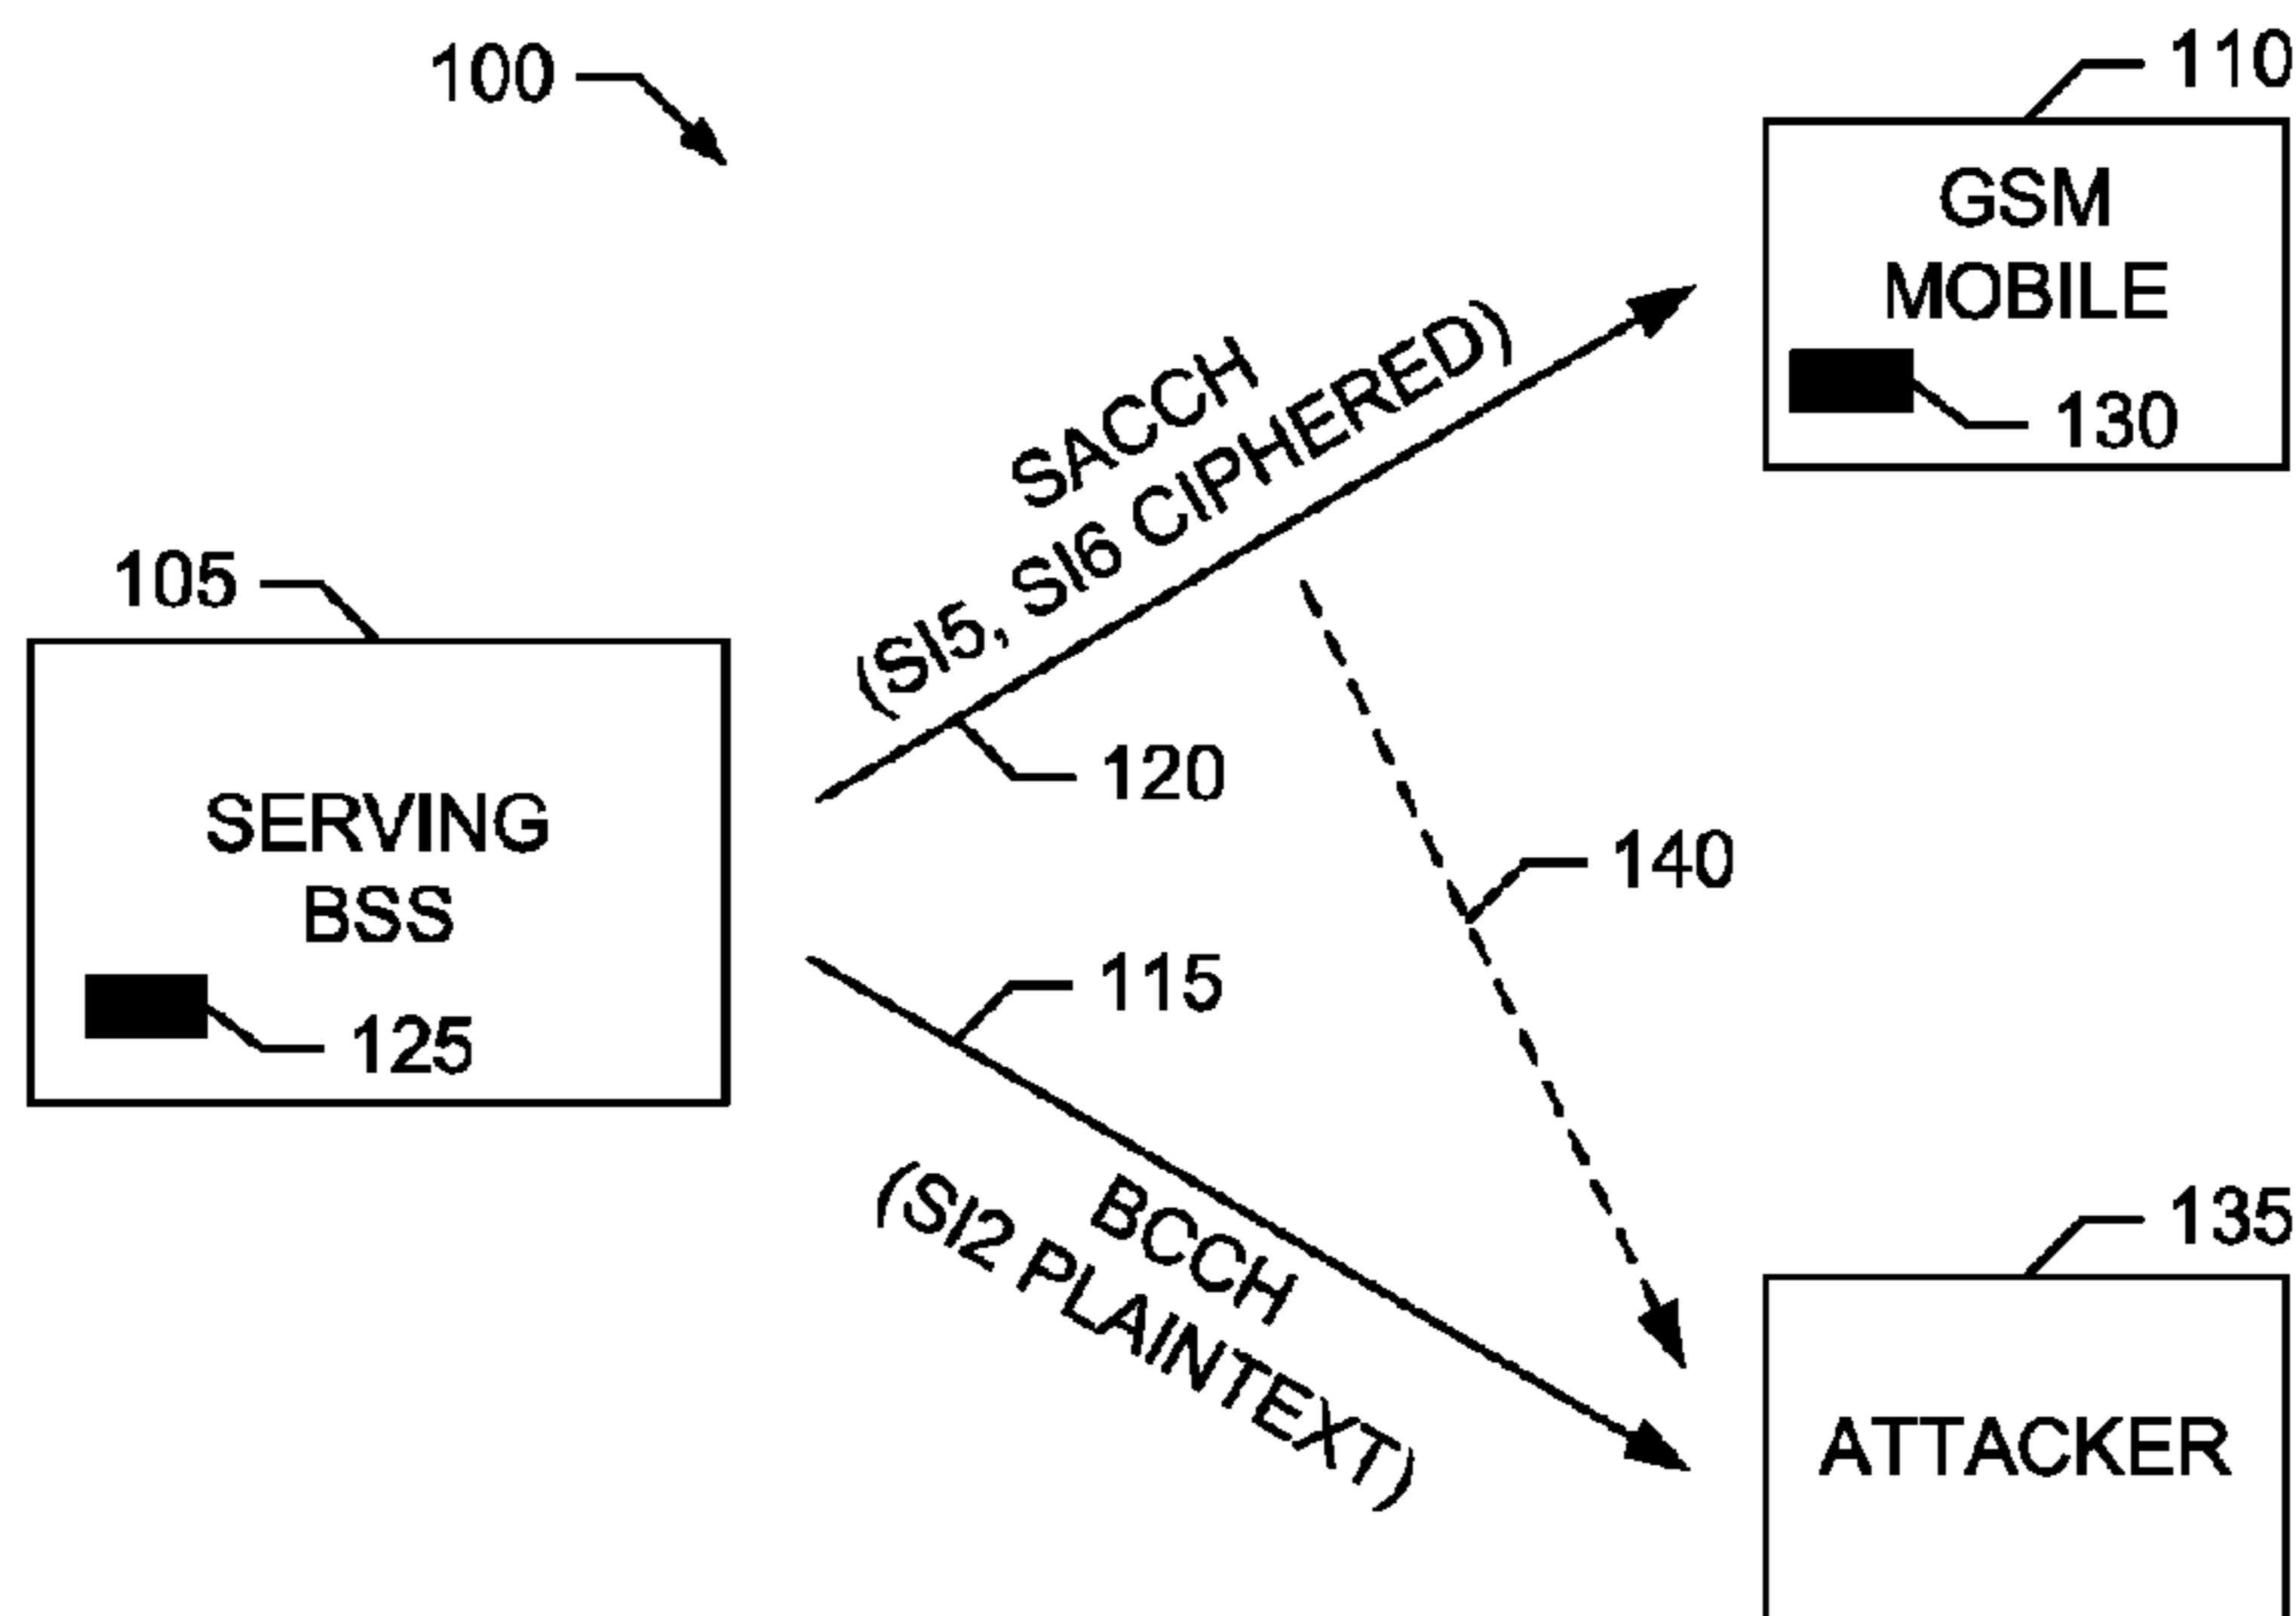 100
110
GSM
MOBILE
130
SACCH
(SI5, SI6 CIPHERED)
105
120
SERVING
BSS
140
115
125
BCCH
(SI2 PLAINTEXT)
135
ATTACKER